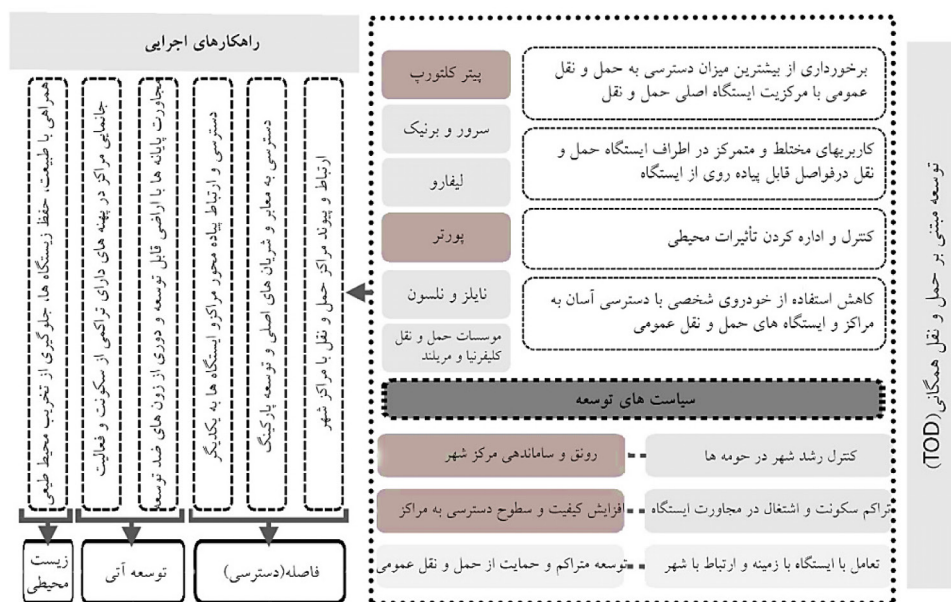 توسعه مبتنی بر حمل و نقل همگانی (TOD)
برخورداری از بیشترین میزان دسترسی به حمل و نقل
عمومی با مرکزیت ایستگاه اصلی حمل و نقل
کاربریهای مختلط و متمرکز در اطراف ایستگاه حمل و
نقل درفواصل قابل پیاده روی از ایستگاه
کنترل و اداره کردن تأثیرات محیطی
کاهش استفاده از خودروی شخصی با دسترسی آسان به
مراکز و ایستگاه های حمل و نقل عمومی
پیتر کلتورپ
سرور و برنیک
لیفارو
پورتر
نایلز و نلسون
موسسات حمل و نقل
کلیفرنیا و مریلند
سیاست های توسعه
کنترل رشد شهر در حومه ها
رونق و ساماندهی مرکز شهر
تراکم سکونت و اشتغال در مجاورت ایستگاه
افزایش کیفیت و سطوح دسترسی به مراکز
تعامل با ایستگاه با زمینه و ارتباط با شهر
توسعه متراکم و حمایت از حمل و نقل عمومی
راهکارهای اجرایی
ارتباط و پیوند مراکز حمل و نقل با مراکز شهر
دسترسی به معابر و شریان های اصلی و توسعه پارکینگ
دسترسی و ارتباط پیاده محور مراکزو ایستگاه ها به یکدیگر
مجاورت پایانه ها با اراضی قابل توسعه و دوری از زون های ضد توسعه
جانمایی مراکز در پهنه های دارای تراکمی از سکونت و فعالیت
همراهی با طبیعت، حفظ زیستگاه ها، جلوگیری از تخریب محیط طبیعی
فاصله(دسترسی)
توسعه آتی
زیست
محیطی